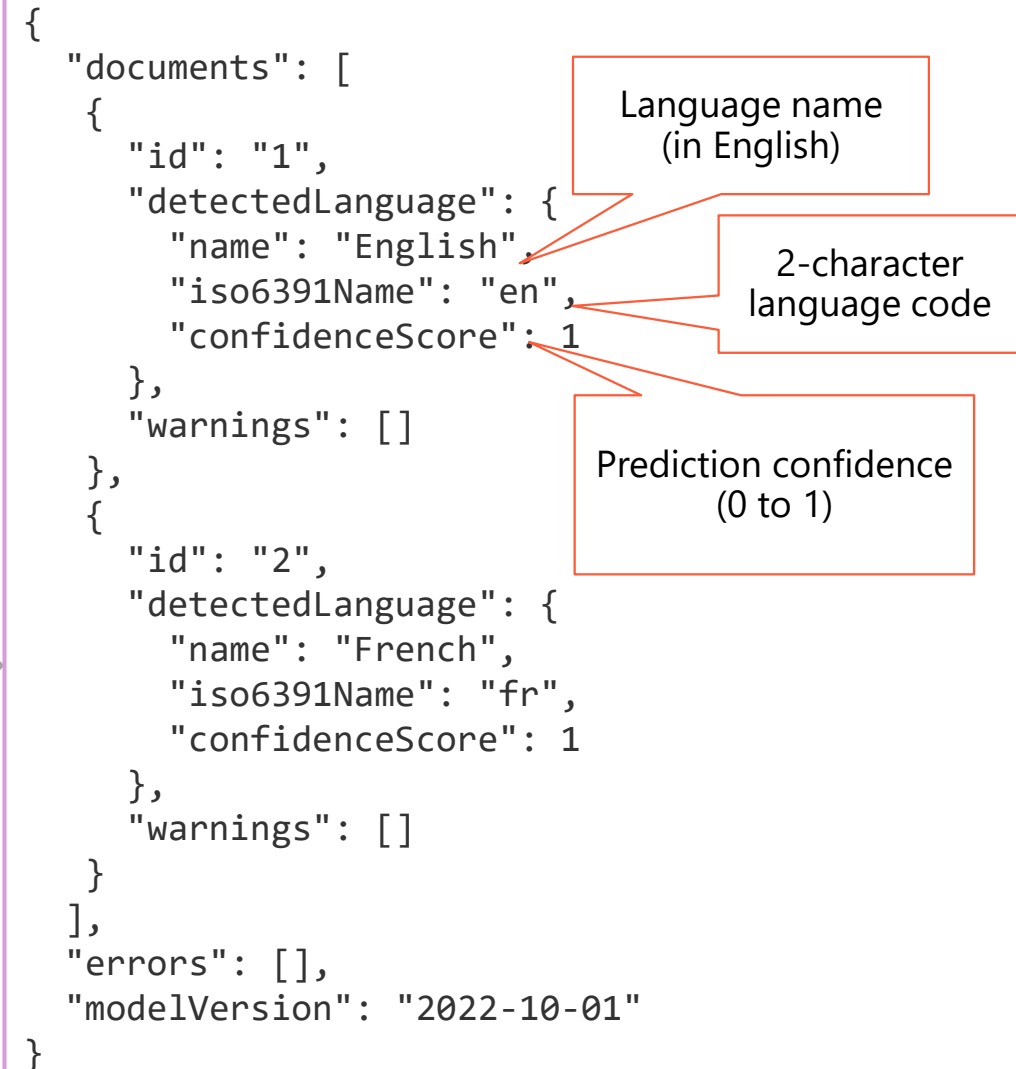 {
"documents": [
{
"id": "1",
"detectedLanguage": {
"name": "English",
"iso6391Name": "en",
"confidenceScore": 1
},
"warnings": []
},
{
"id": "2",
"detectedLanguage": {
"name": "French",
"iso6391Name": "fr",
"confidenceScore": 1
},
"warnings": []
}
],
"errors": [],
"modelVersion": "2022-10-01"
}
Language name
(in English)
2-character
language code
Prediction confidence
(0 to 1)